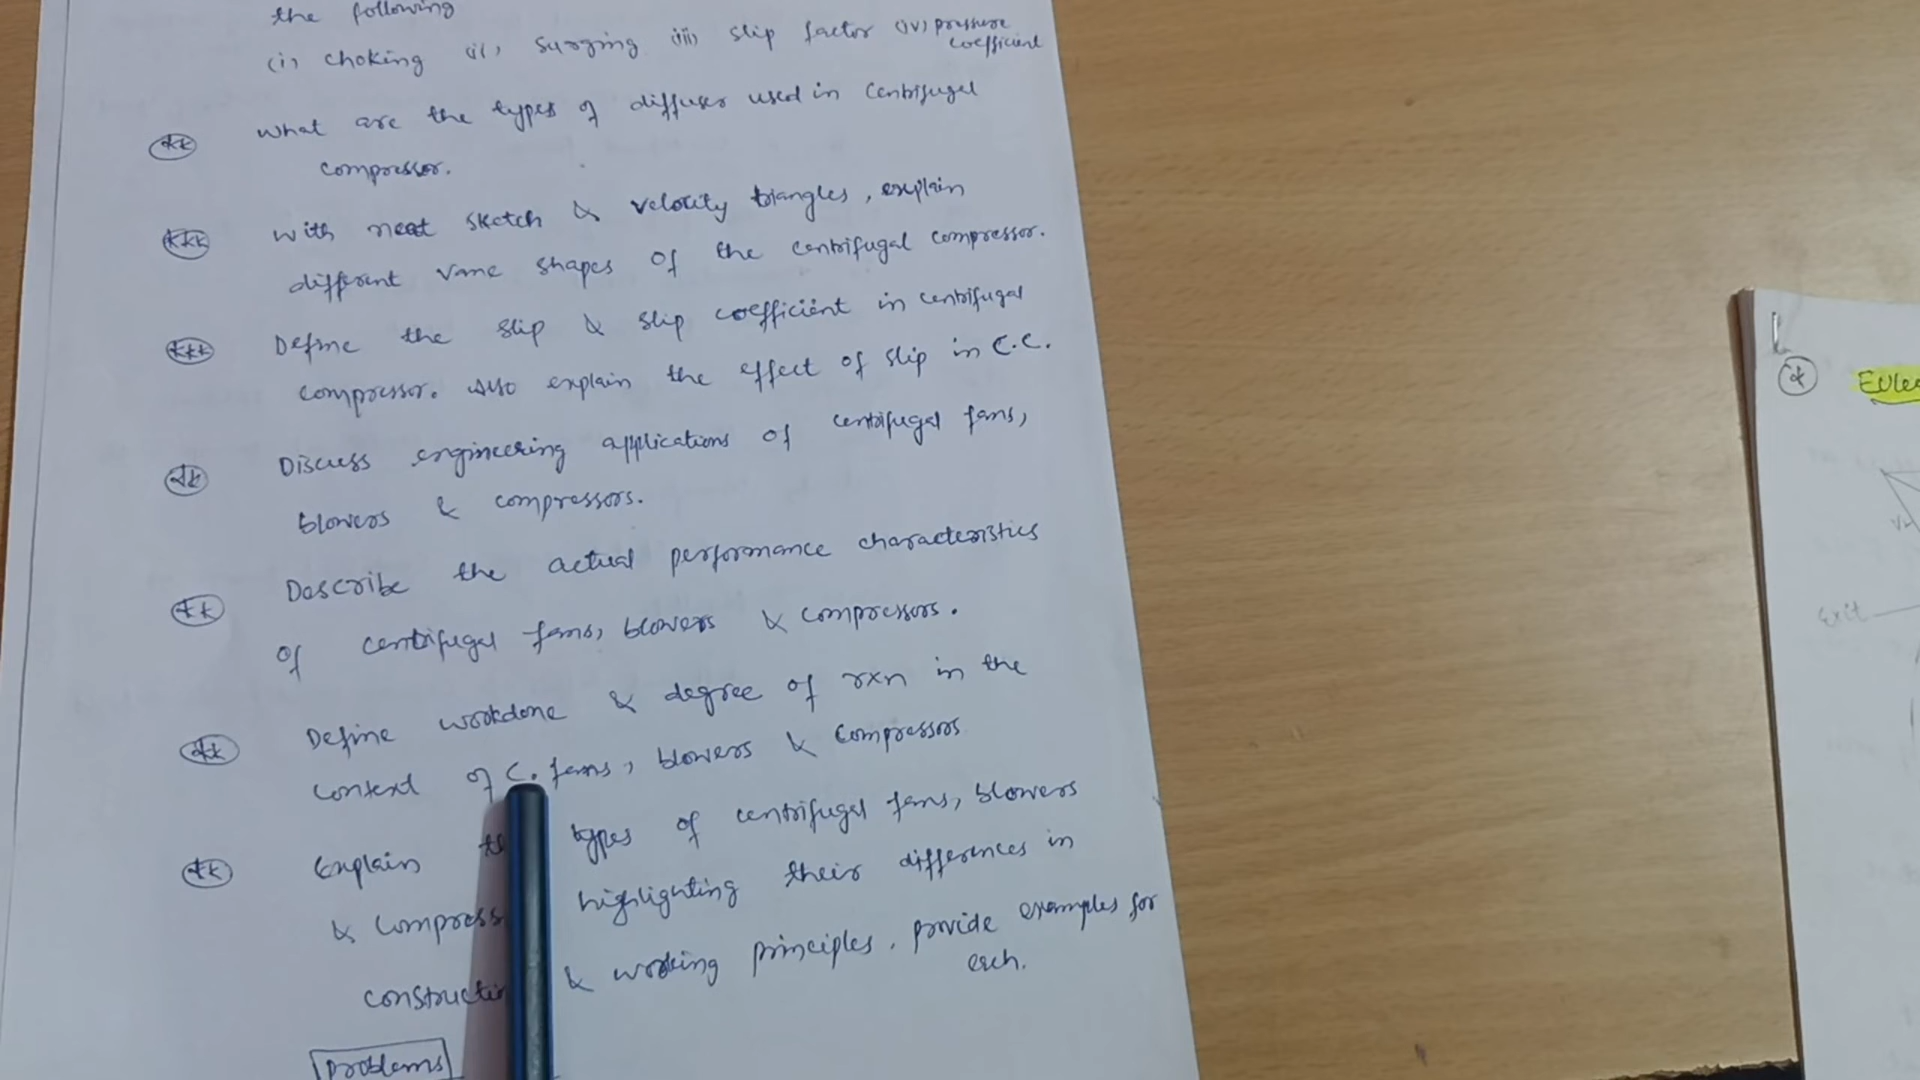 the following
(i) choking (ii) surging (iii) slip factor (iv) pressure
coefficient
** What are the types of diffuser used in centrifugal
compressor.
*** With neat sketch & velocity triangles, explain
different vane shapes of the centrifugal compressor.
*** Define the slip & slip coefficient in centrifugal
compressor. Also explain the effect of slip in C.C.
** Discuss engineering applications of centrifugal fans,
blowers & compressors.
** Describe the actual performance characteristics
of centrifugal fans, blowers & compressors.
** Define workdone & degree of rxn in the
context of C. fans, blowers & compressors
** Explain types of centrifugal fans, blowers
& highlighting their differences in
& working principles. provide examples for
each.
Problems
*
Exit